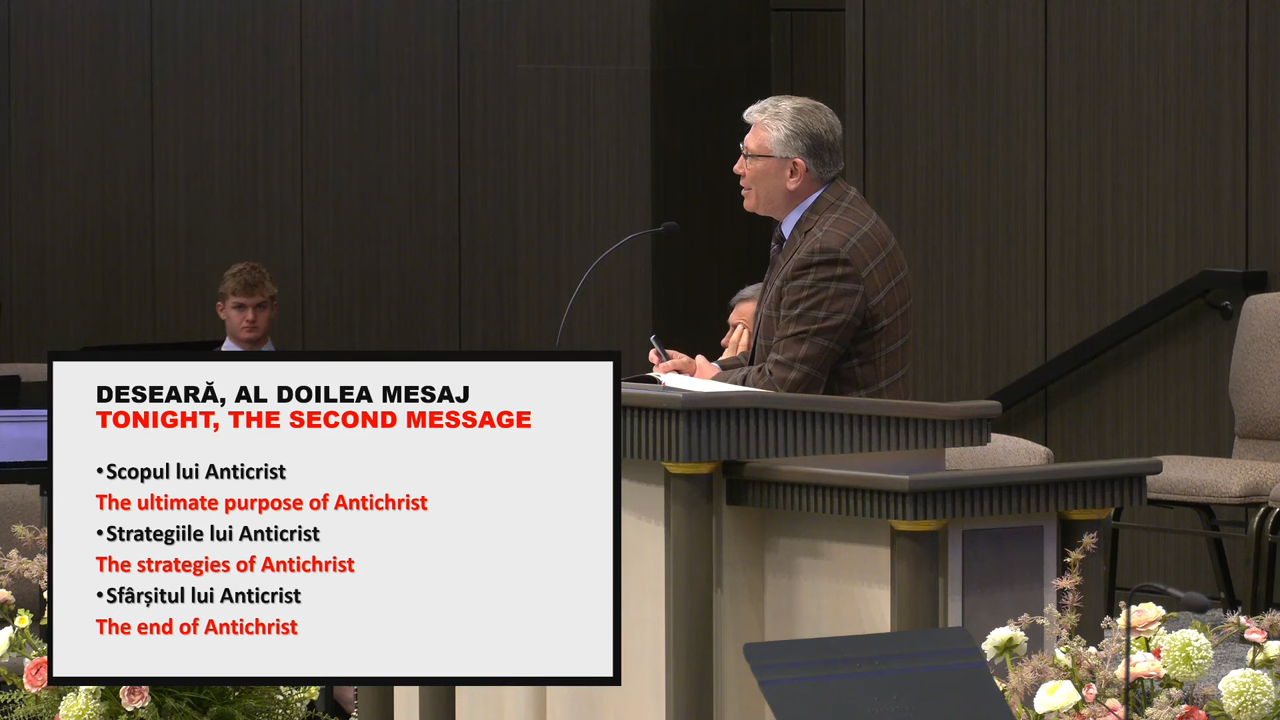 DESEARĂ, AL DOILEA MESAJ
TONIGHT, THE SECOND MESSAGE
•Scopul lui Anticrist
The ultimate purpose of Antichrist
•Strategiile lui Anticrist
The strategies of Antichrist
•Sfârșitul lui Anticrist
The end of Antichrist